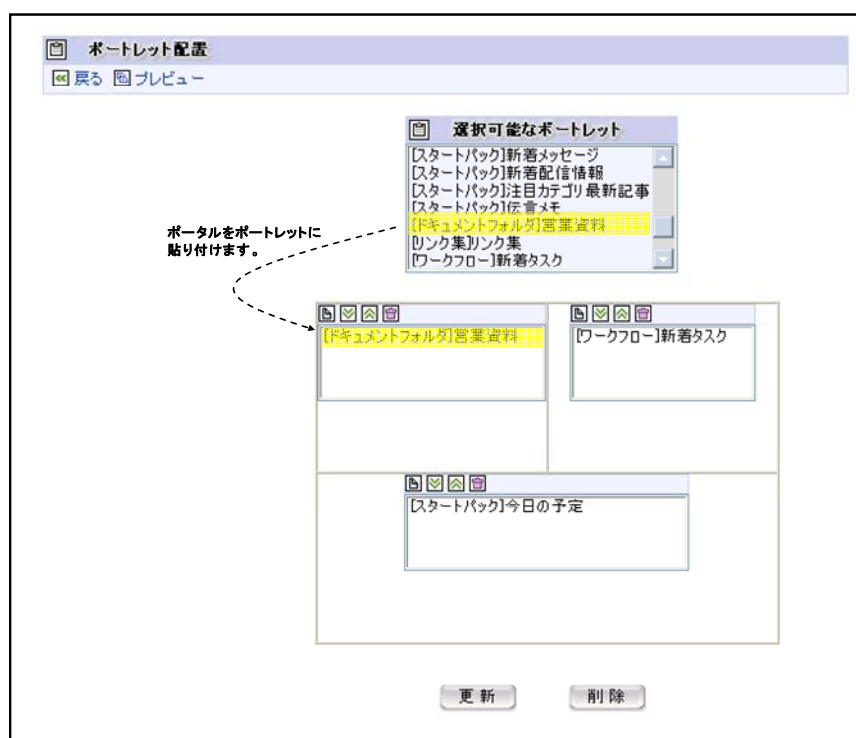 ポートレット配置
戻る プレビュー
選択可能なポートレット
[スタートパック]新着メッセージ
[スタートパック]新着配信情報
[スタートパック]注目カテゴリ最新記事
[スタートパック]伝言メモ
[ドキュメントフォルダ]営業資料
[リンク集]リンク集
[ワークフロー]新着タスク
ポータルをポートレットに
貼り付けます。
[ドキュメントフォルダ]営業資料
[ワークフロー]新着タスク
[スタートパック]今日の予定
更新 削除